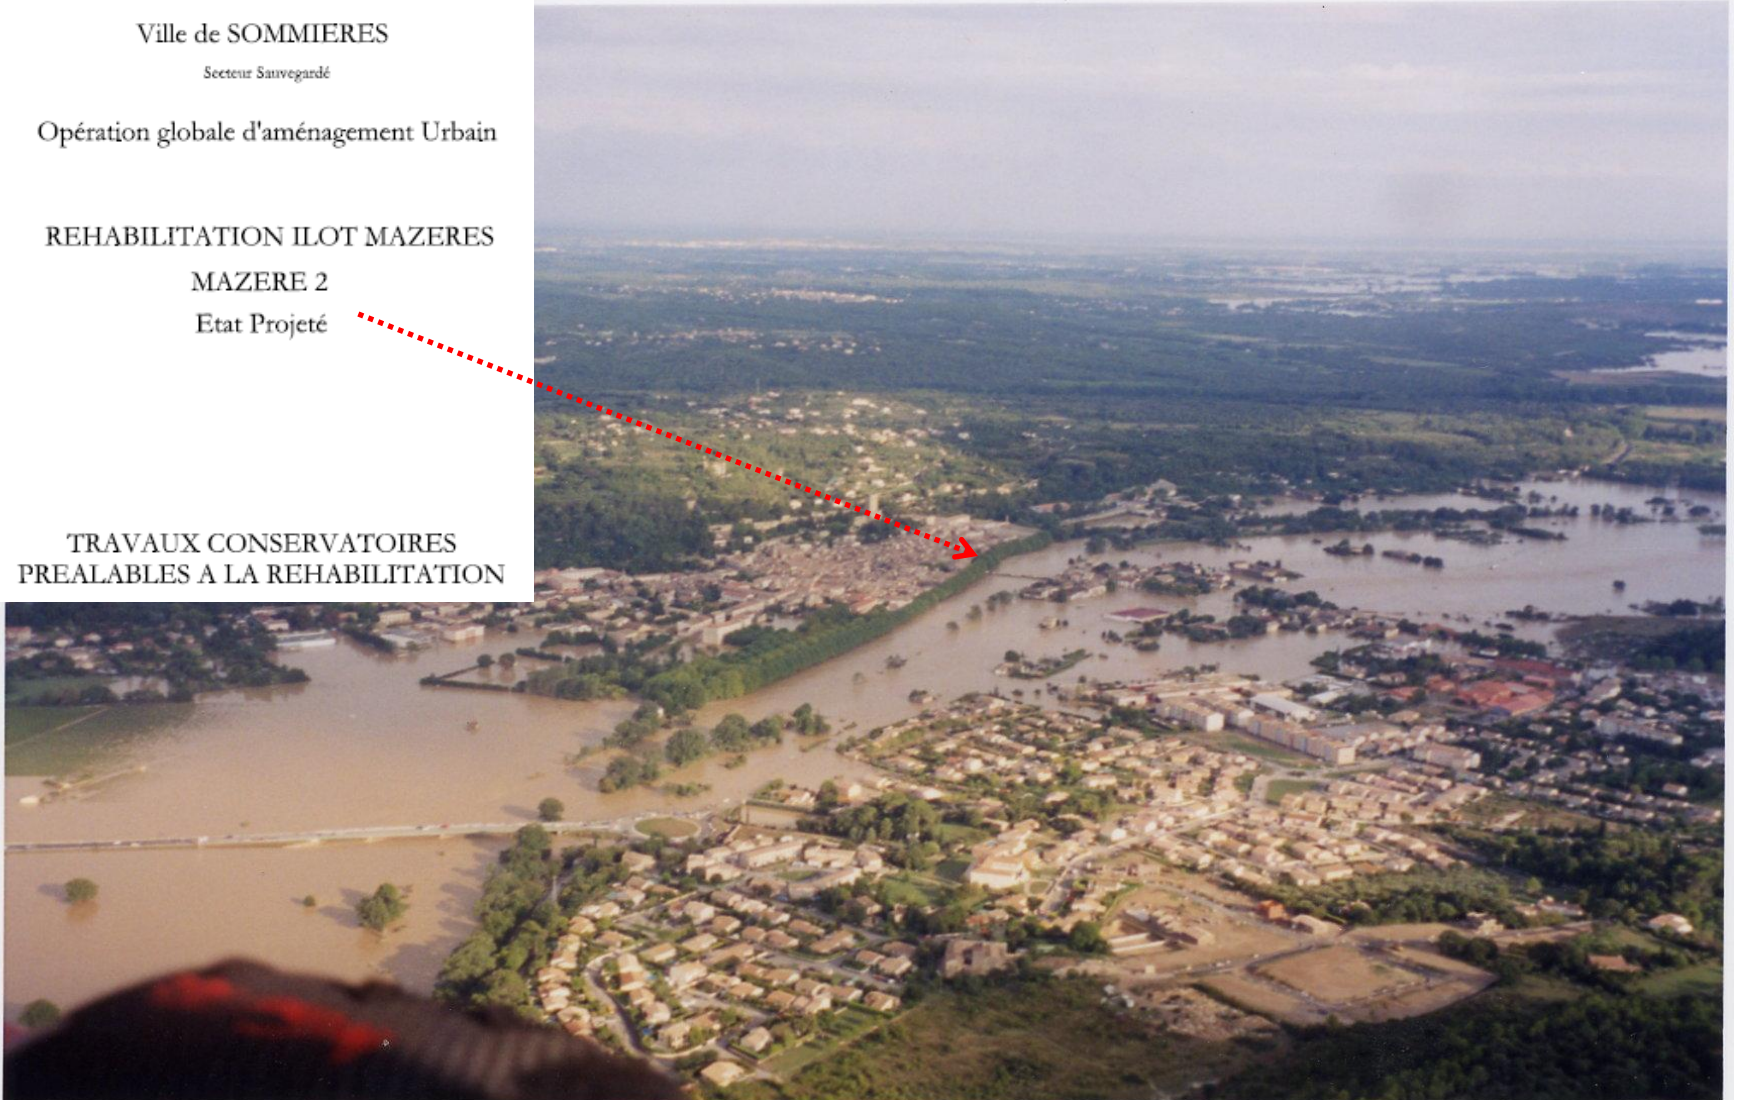 Ville de SOMMIERES
Secteur Sauvegardé
Opération globale d'aménagement Urbain
REHABILITATION ILOT MAZERES
MAZERE 2
Etat Projeté
TRAVAUX CONSERVATOIRES
PREALABLES A LA REHABILITATION